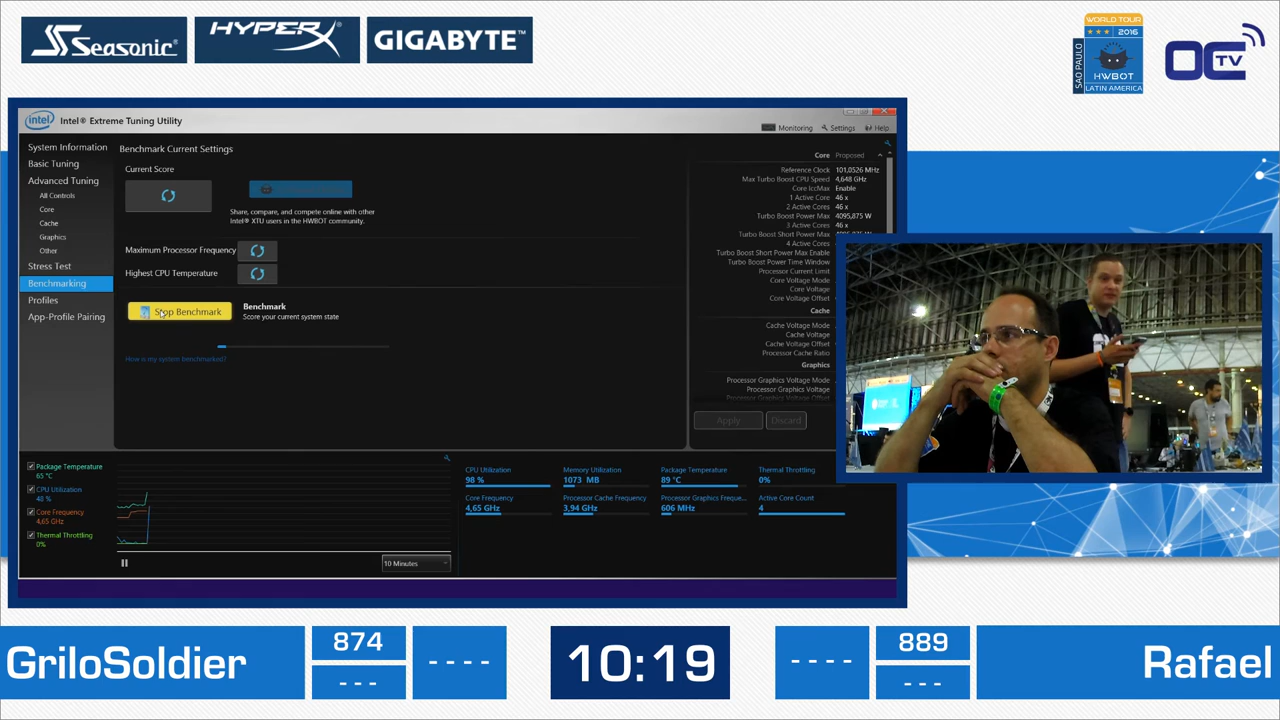 Seasonic®
HYPERX®
GIGABYTE™
WORLD TOUR
2016
SAO PAULO
HWBOT
LATIN AMERICA
OC
TV
intel
Intel® Extreme Tuning Utility
Monitoring
Settings
Help
System Information
Basic Tuning
Advanced Tuning
All Controls
Core
Cache
Graphics
Other
Stress Test
Benchmarking
Profiles
App-Profile Pairing
Benchmark Current Settings
Current Score
Share, compare, and compete online with other
Intel® XTU users in the HWBOT community.
Maximum Processor Frequency
Highest CPU Temperature
Stop Benchmark
Benchmark
Score your current system state
How is my system benchmarked?
Core Proposed
Reference Clock 101,0526 MHz
Max Turbo Boost CPU Speed 4,648 GHz
Core IccMax Enable
1 Active Core 46 x
2 Active Cores 46 x
Turbo Boost Power Max 4095,875 W
3 Active Cores 46 x
Turbo Boost Short Power Max 4095,875 W
4 Active Cores
Turbo Boost Short Power Max Enable
Turbo Boost Power Time Window
Processor Current Limit
Core Voltage Mode
Core Voltage
Core Voltage Offset
Cache
Cache Voltage Mode
Cache Voltage
Cache Voltage Offset
Processor Cache Ratio
Graphics
Processor Graphics Voltage Mode
Processor Graphics Voltage
Processor Graphics Voltage Offset
Apply
Discard
Package Temperature
65 °C
CPU Utilization
48 %
Core Frequency
4,65 GHz
Thermal Throttling
0%
10 Minutes
CPU Utilization
98 %
Memory Utilization
1073 MB
Package Temperature
89 °C
Thermal Throttling
0%
Core Frequency
4,65 GHz
Processor Cache Frequency
3,94 GHz
Processor Graphics Freque...
606 MHz
Active Core Count
4
GriloSoldier
874
- - -
- - - -
10:19
- - - -
889
- - -
Rafael